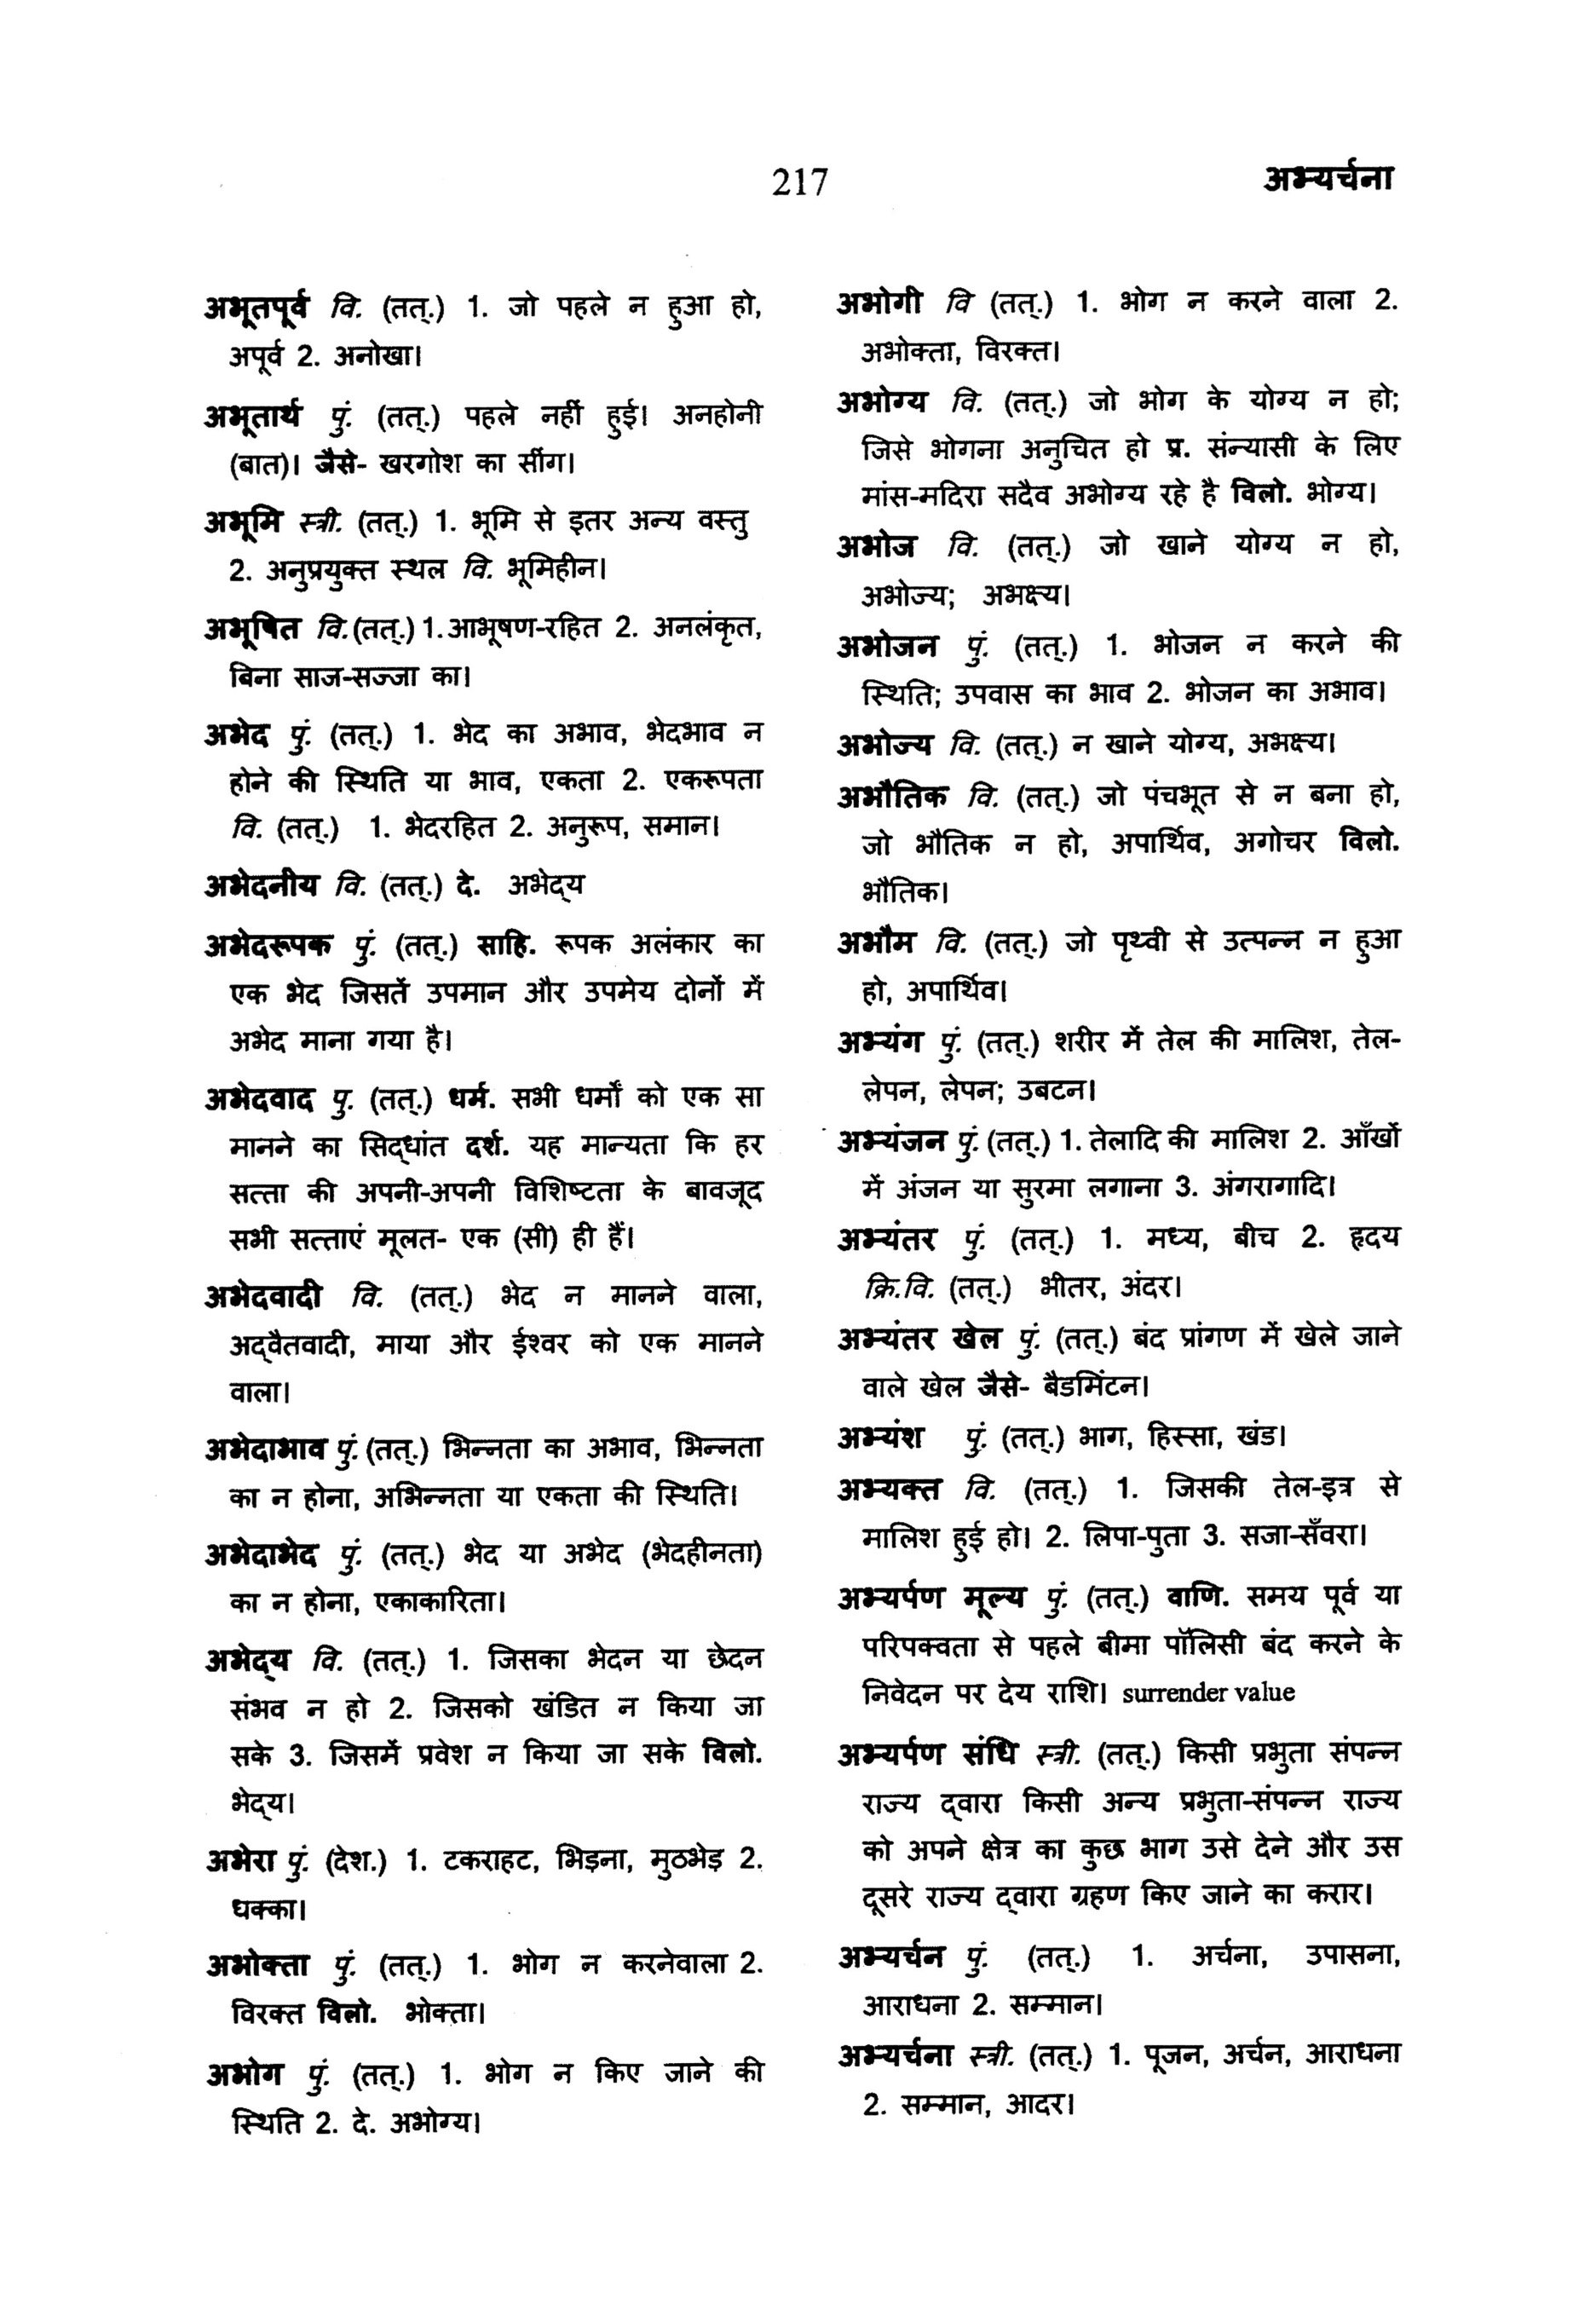 217
अभ्यर्चना
अभूतपूर्व वि. (तत्.) 1. जो पहले न हुआ हो,
अपूर्व 2. अनोखा।
अभूतार्थ पुं. (तत्.) पहले नहीं हुई। अनहोनी
(बात)। जैसे- खरगोश का सींग।
अभूमि स्त्री. (तत्.) 1. भूमि से इतर अन्य वस्तु
2. अनुप्रयुक्त स्थल वि. भूमिहीन।
अभूषित वि.(तत्.) 1.आभूषण-रहित 2. अनलंकृत,
बिना साज-सज्जा का।
अभेद पुं. (तत्.) 1. भेद का अभाव, भेदभाव न
होने की स्थिति या भाव, एकता 2. एकरूपता
वि. (तत्.) 1. भेदरहित 2. अनुरूप, समान।
अभेदनीय वि. (तत्.) दे. अभेद्‌य
अभेदरूपक पुं. (तत्.) साहि. रूपक अलंकार का
एक भेद जिसतें उपमान और उपमेय दोनों में
अभेद माना गया है।
अभेदवाद पु. (तत्.) धर्म. सभी धर्मों को एक सा
मानने का सिद्‌धांत दर्श. यह मान्यता कि हर
सत्ता की अपनी-अपनी विशिष्टता के बावजूद
सभी सत्ताएं मूलत- एक (सी) ही हैं।
अभेदवादी वि. (तत्.) भेद न मानने वाला,
अद्‌वैतवादी, माया और ईश्वर को एक मानने
वाला।
अभेदाभाव पुं. (तत्.) भिन्नता का अभाव, भिन्नता
का न होना, अभिन्नता या एकता की स्थिति।
अभेदाभेद पुं. (तत्.) भेद या अभेद (भेदहीनता)
का न होना, एकाकारिता।
अभेद्‌य वि. (तत्.) 1. जिसका भेदन या छेदन
संभव न हो 2. जिसको खंडित न किया जा
सके 3. जिसमें प्रवेश न किया जा सके विलो.
भेद्‌य।
अभेरा पुं. (देश.) 1. टकराहट, भिड़ना, मुठभेड़ 2.
धक्का।
अभोक्ता पुं. (तत्.) 1. भोग न करनेवाला 2.
विरक्त विलो. भोक्ता।
अभोग पुं. (तत्.) 1. भोग न किए जाने की
स्थिति 2. दे. अभोग्य।
अभोगी वि (तत्.) 1. भोग न करने वाला 2.
अभोक्ता, विरक्त।
अभोग्य वि. (तत्.) जो भोग के योग्य न हो;
जिसे भोगना अनुचित हो प्र. संन्यासी के लिए
मांस-मदिरा सदैव अभोग्य रहे है विलो. भोग्य।
अभोज वि. (तत्.) जो खाने योग्य न हो,
अभोज्य; अभक्ष्य।
अभोजन पुं. (तत्.) 1. भोजन न करने की
स्थिति; उपवास का भाव 2. भोजन का अभाव।
अभोज्य वि. (तत्.) न खाने योग्य, अभक्ष्य।
अभौतिक वि. (तत्.) जो पंचभूत से न बना हो,
जो भौतिक न हो, अपार्थिव, अगोचर विलो.
भौतिक।
अभौम वि. (तत्.) जो पृथ्वी से उत्पन्न न हुआ
हो, अपार्थिव।
अभ्यंग पुं. (तत्.) शरीर में तेल की मालिश, तेल-
लेपन, लेपन; उबटन।
अभ्यंजन पुं. (तत्.) 1. तेलादि की मालिश 2. आँखों
में अंजन या सुरमा लगाना 3. अंगरागादि।
अभ्यंतर पुं. (तत्.) 1. मध्य, बीच 2. हृदय
क्रि.वि. (तत्.) भीतर, अंदर।
अभ्यंतर खेल पुं. (तत्.) बंद प्रांगण में खेले जाने
वाले खेल जैसे- बैडमिंटन।
अभ्यंश पुं. (तत्.) भाग, हिस्सा, खंड।
अभ्यक्त वि. (तत्.) 1. जिसकी तेल-इत्र से
मालिश हुई हो। 2. लिपा-पुता 3. सजा-सँवरा।
अभ्यर्पण मूल्य पुं. (तत्.) वाणि. समय पूर्व या
परिपक्वता से पहले बीमा पॉलिसी बंद करने के
निवेदन पर देय राशि। surrender value
अभ्यर्पण संधि स्त्री. (तत्.) किसी प्रभुता संपन्न
राज्य द्‌वारा किसी अन्य प्रभुता-संपन्न राज्य
को अपने क्षेत्र का कुछ भाग उसे देने और उस
दूसरे राज्य द्‌वारा ग्रहण किए जाने का करार।
अभ्यर्चन पुं. (तत्.) 1. अर्चना, उपासना,
आराधना 2. सम्मान।
अभ्यर्चना स्त्री. (तत्.) 1. पूजन, अर्चन, आराधना
2. सम्मान, आदर।